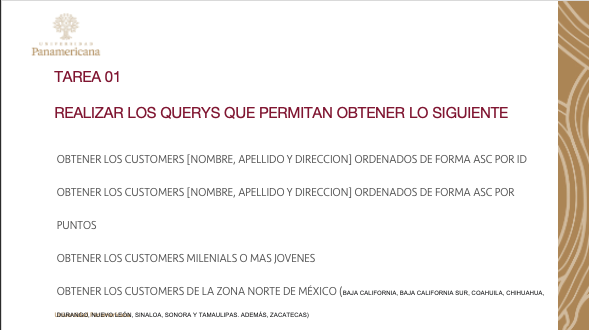 UNIVERSIDAD
Panamericana
TAREA 01
REALIZAR LOS QUERYS QUE PERMITAN OBTENER LO SIGUIENTE
OBTENER LOS CUSTOMERS [NOMBRE, APELLIDO Y DIRECCION] ORDENADOS DE FORMA ASC POR ID
OBTENER LOS CUSTOMERS [NOMBRE, APELLIDO Y DIRECCION] ORDENADOS DE FORMA ASC POR
PUNTOS
OBTENER LOS CUSTOMERS MILENIALS O MAS JOVENES
OBTENER LOS CUSTOMERS DE LA ZONA NORTE DE MÉXICO (BAJA CALIFORNIA, BAJA CALIFORNIA SUR, COAHUILA, CHIHUAHUA,
DURANGO, NUEVO LEÓN, SINALOA, SONORA Y TAMAULIPAS. ADEMÁS, ZACATECAS)